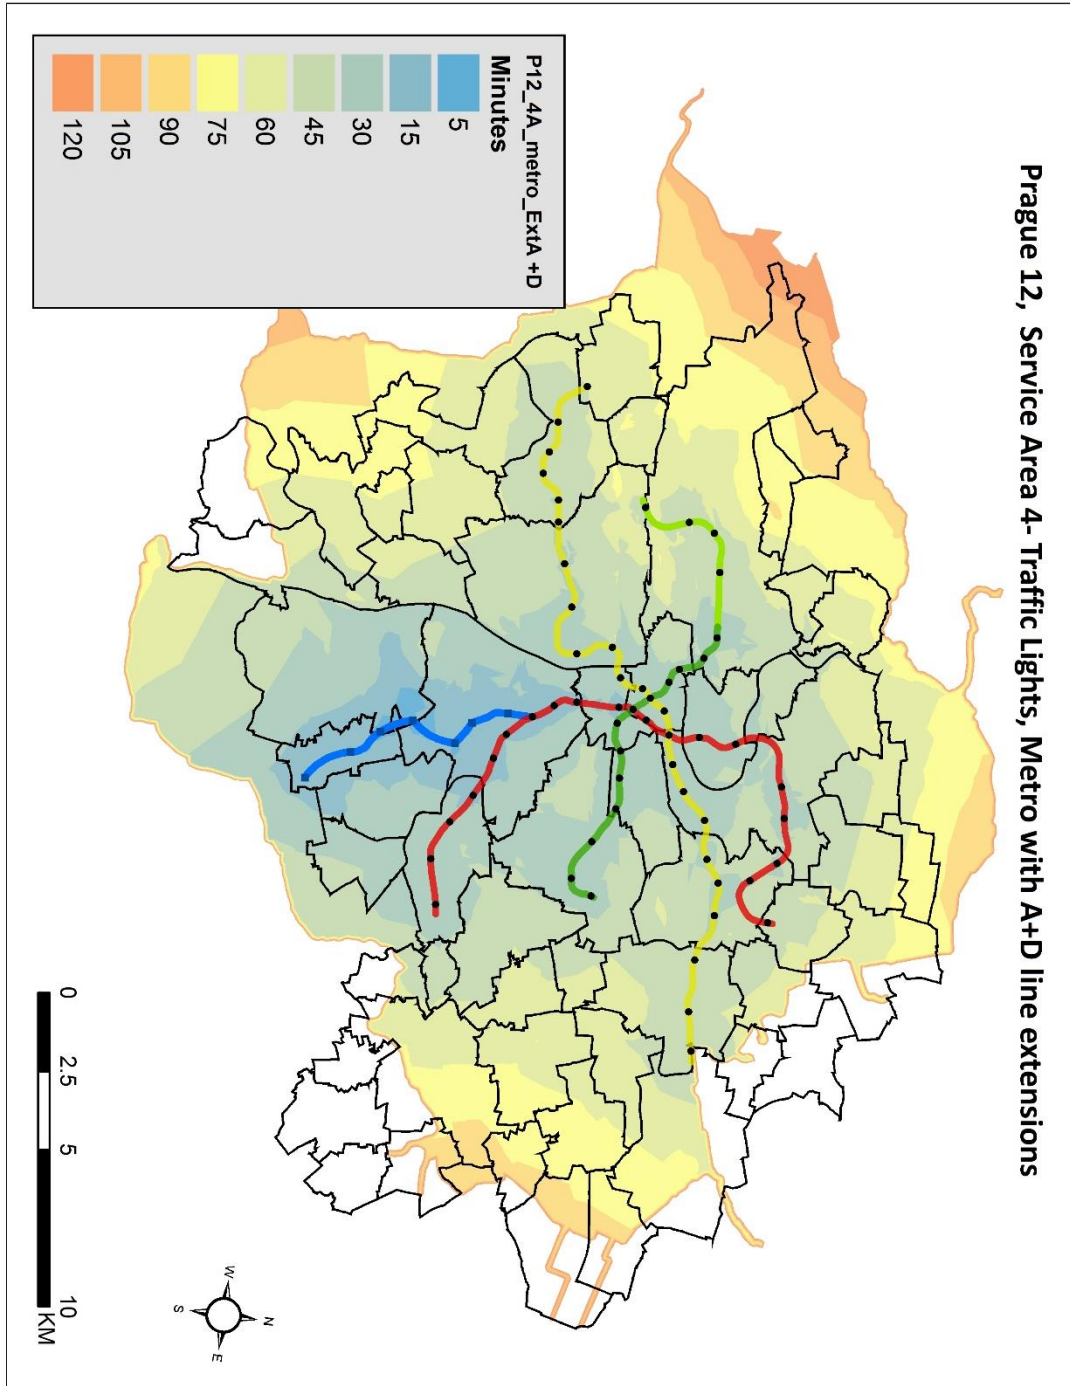 Prague 12, Service Area 4- Traffic Lights, Metro with A+D line extensions
P12_4A_metro_ExtA +D
Minutes
5
15
30
45
60
75
90
105
120
0 2.5 5 10
KM
N
W E
S